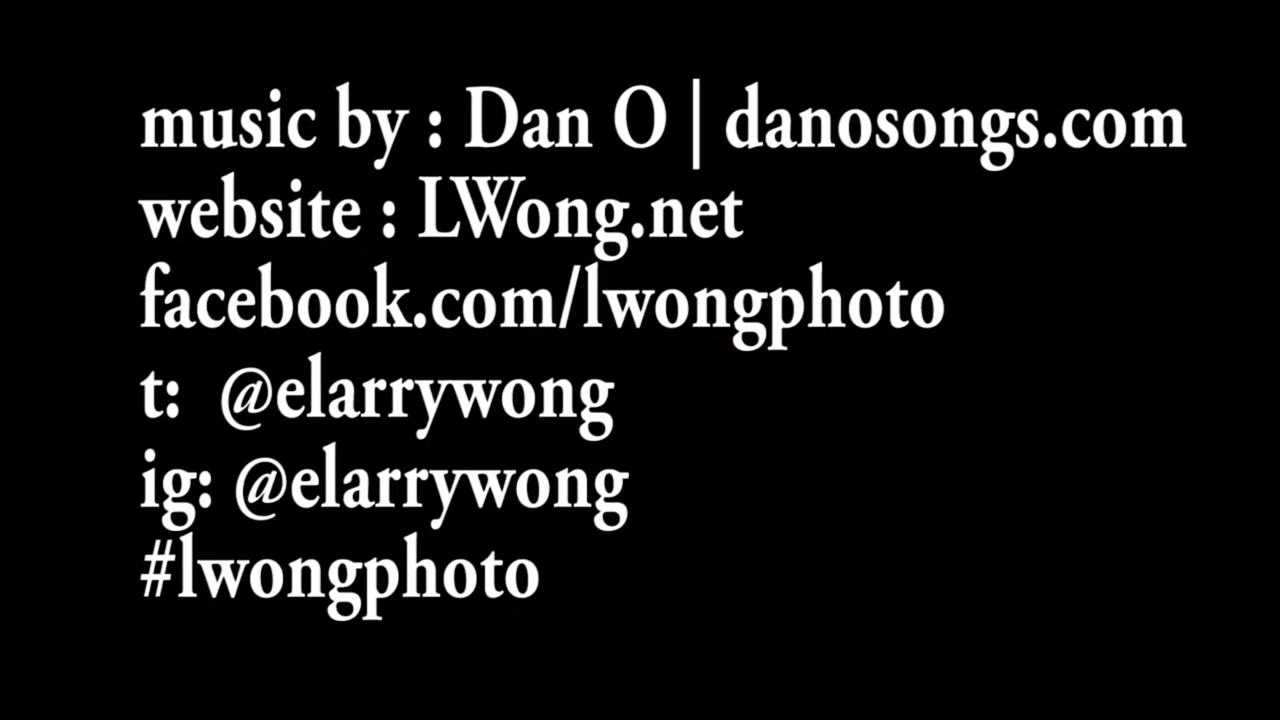 music by : Dan O | danosongs.com
website : LWong.net
facebook.com/lwongphoto
t:  @elarrywong
ig: @elarrywong
#lwongphoto